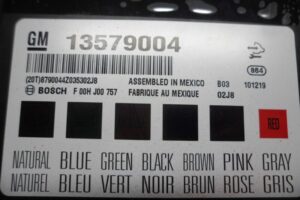 GM 13579004
(20T)8790044Z035302J8 ASSEMBLED IN MEXICO B03 864
BOSCH F 00H J00 757 FABRIQUE AU MEXIQUE 02J8 101219
RED
NATURAL BLUE GREEN BLACK BROWN PINK GRAY
NATUREL BLEU VERT NOIR BRUN ROSE GRIS